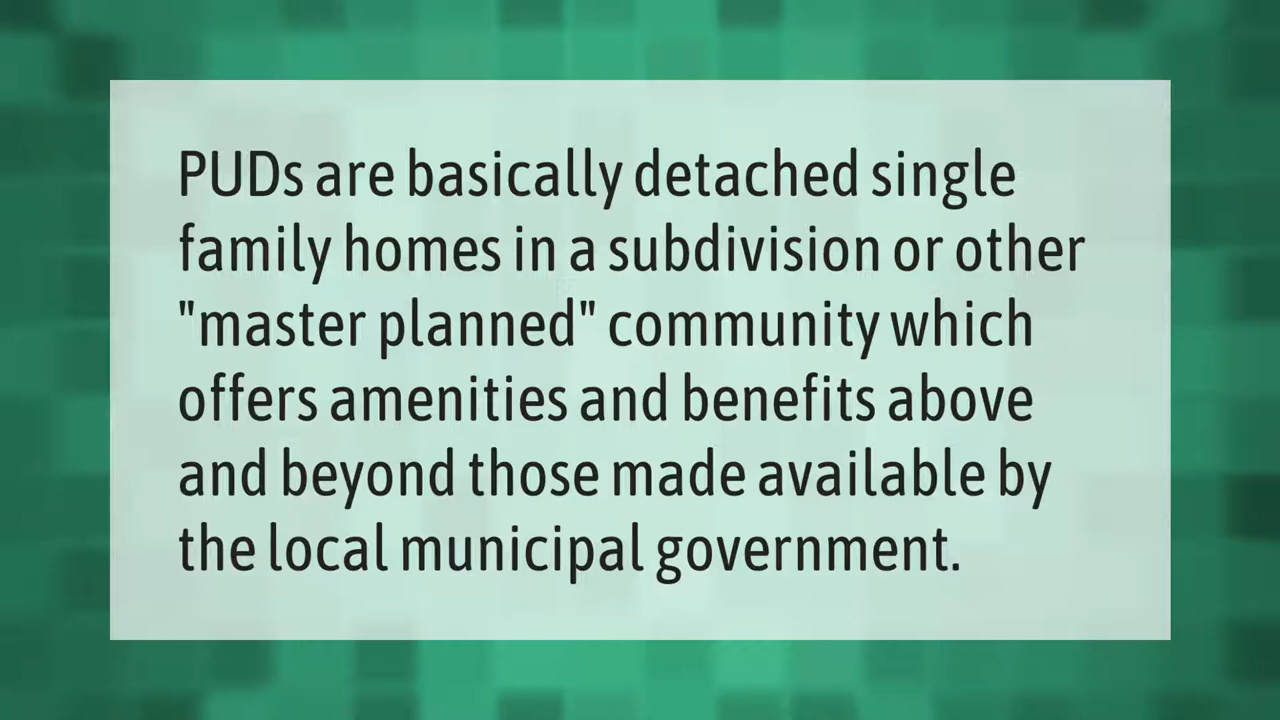 PUDs are basically detached single
family homes in a subdivision or other
"master planned" community which
offers amenities and benefits above
and beyond those made available by
the local municipal government.